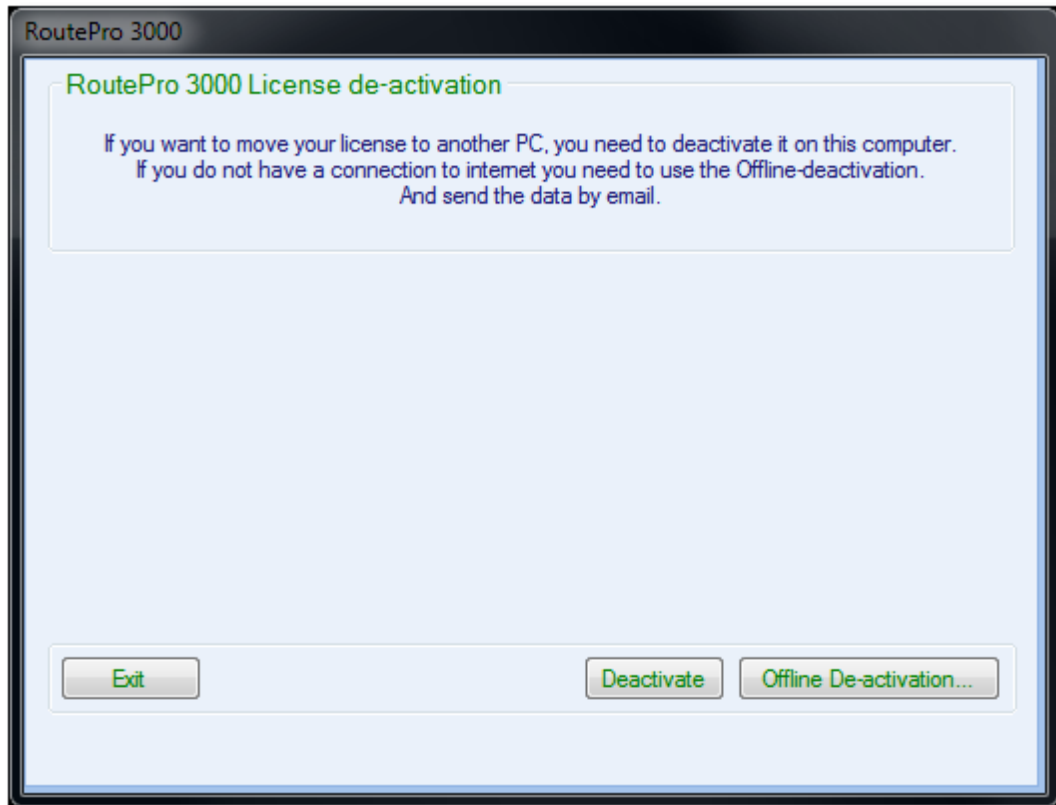 RoutePro 3000
RoutePro 3000 License de-activation
If you want to move your license to another PC, you need to deactivate it on this computer.
If you do not have a connection to internet you need to use the Offline-deactivation.
And send the data by email.
Exit
Deactivate
Offline De-activation...